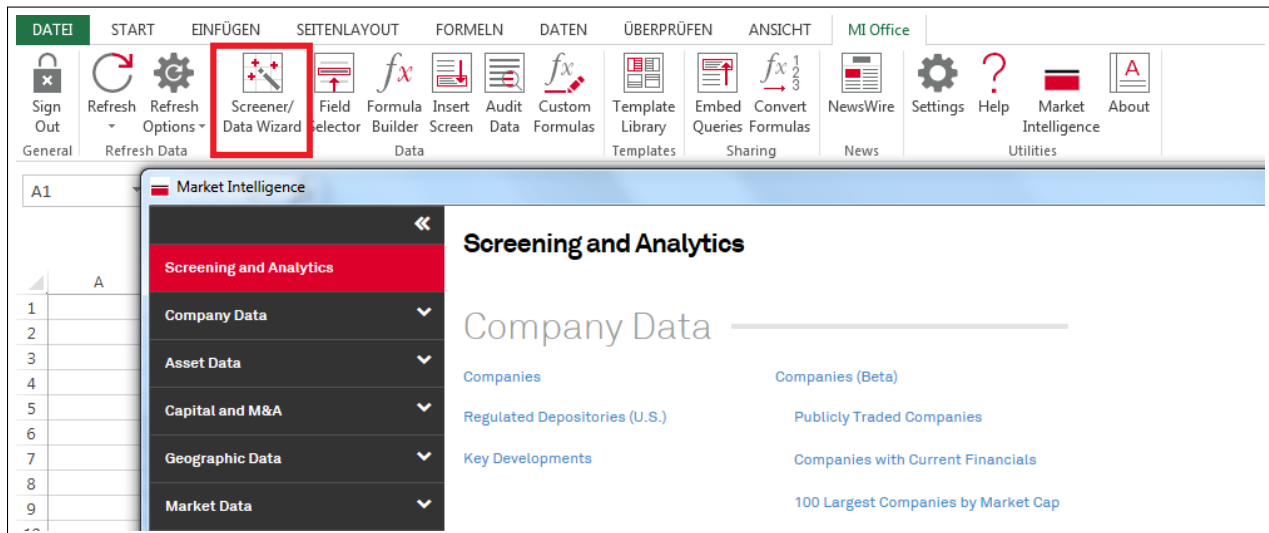 DATEI START EINFÜGEN SEITENLAYOUT FORMELN DATEN ÜBERPRÜFEN ANSICHT MI Office
Sign Out Refresh Refresh Options Screener/ Data Wizard Field Selector Formula Builder Insert Screen Audit Data Custom Formulas Template Library Embed Queries Convert Formulas NewsWire Settings Help Market Intelligence About
General Refresh Data Data Templates Sharing News Utilities
A1
Market Intelligence
Screening and Analytics
Screening and Analytics
A
1
Company Data
Company Data
2
3
Asset Data
Companies Companies (Beta)
4
5
Capital and M&A
Regulated Depositories (U.S.) Publicly Traded Companies
6
7
Geographic Data
Key Developments Companies with Current Financials
8
9
Market Data
100 Largest Companies by Market Cap